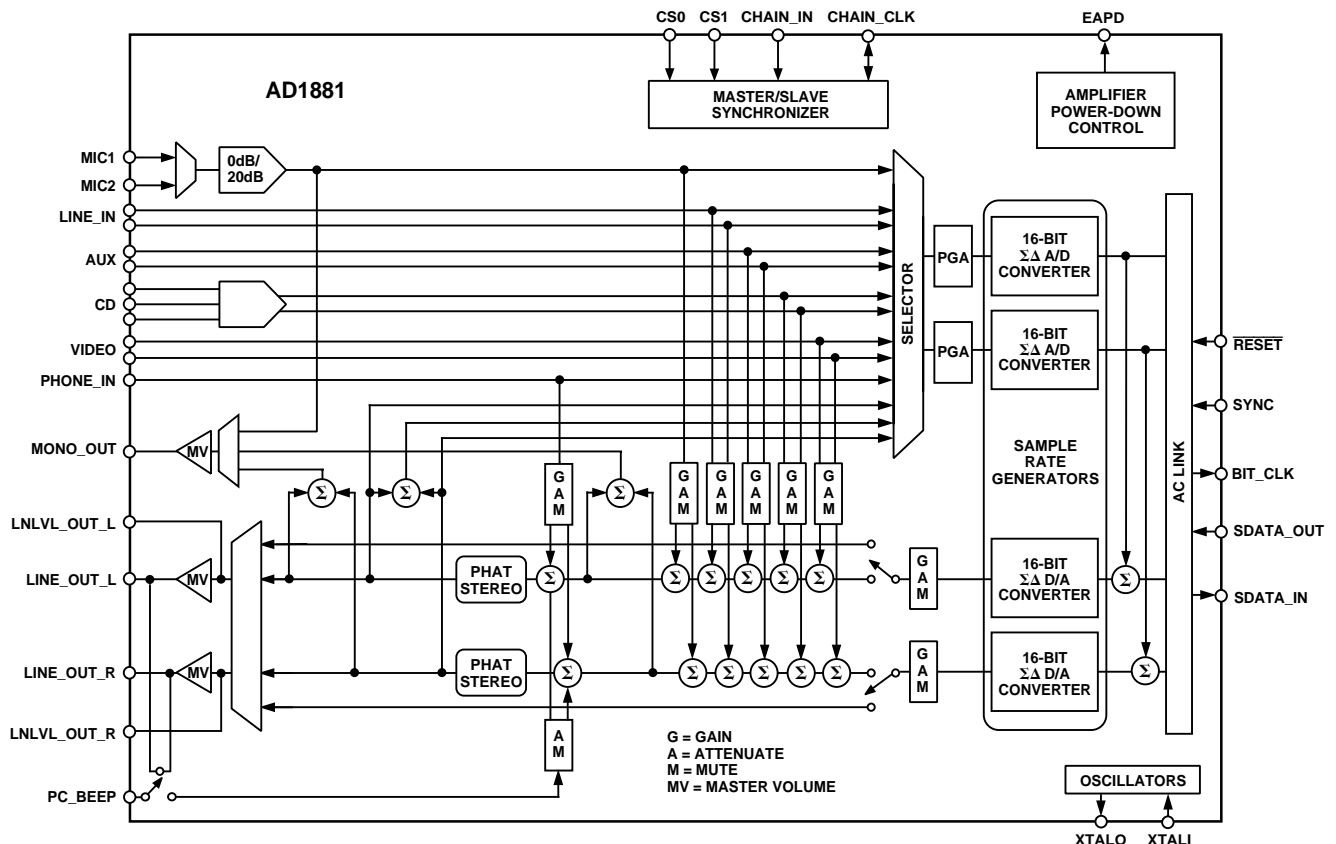 CS0 CS1 CHAIN_IN CHAIN_CLK EAPD
AD1881
MASTER/SLAVE
SYNCHRONIZER
AMPLIFIER
POWER-DOWN
CONTROL
MIC1
MIC2
0dB/
20dB
LINE_IN
AUX
CD
VIDEO
PHONE_IN
MONO_OUT
MV
LNLVL_OUT_L
LINE_OUT_L
MV
LINE_OUT_R
MV
LNLVL_OUT_R
PC_BEEP
SELECTOR
PGA
PGA
16-BIT
ΣΔ A/D
CONVERTER
16-BIT
ΣΔ A/D
CONVERTER
SAMPLE
RATE
GENERATORS
16-BIT
ΣΔ D/A
CONVERTER
16-BIT
ΣΔ D/A
CONVERTER
AC LINK
RESET
SYNC
BIT_CLK
SDATA_OUT
SDATA_IN
G
A
M
G
A
M
G
A
M
G
A
M
G
A
M
G
A
M
Σ
Σ
Σ
PHAT
STEREO
Σ
Σ
Σ
Σ
Σ
Σ
G
A
M
Σ
PHAT
STEREO
Σ
Σ
Σ
Σ
Σ
Σ
G
A
M
Σ
A
M
G = GAIN
A = ATTENUATE
M = MUTE
MV = MASTER VOLUME
OSCILLATORS
XTALO XTALI